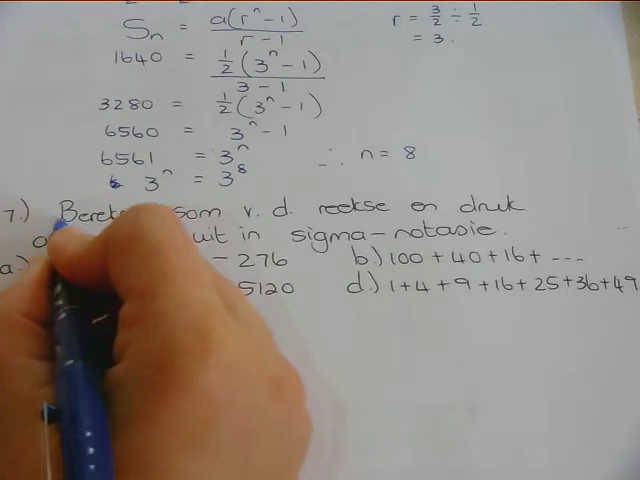 Sn = a(r^n - 1) / r - 1
r = 3/2 ÷ 1/2
= 3.
1640 = 1/2 (3^n - 1) / 3 - 1
3280 = 1/2 (3^n - 1)
6560 = 3^n - 1
6561 = 3^n ∴ n = 8
3^n = 3^8
7.) som v. d. reekse en druk
uit in sigma-notasie.
a.) - 276 b.) 100 + 40 + 16 + ...
5120 d.) 1 + 4 + 9 + 16 + 25 + 36 + 49